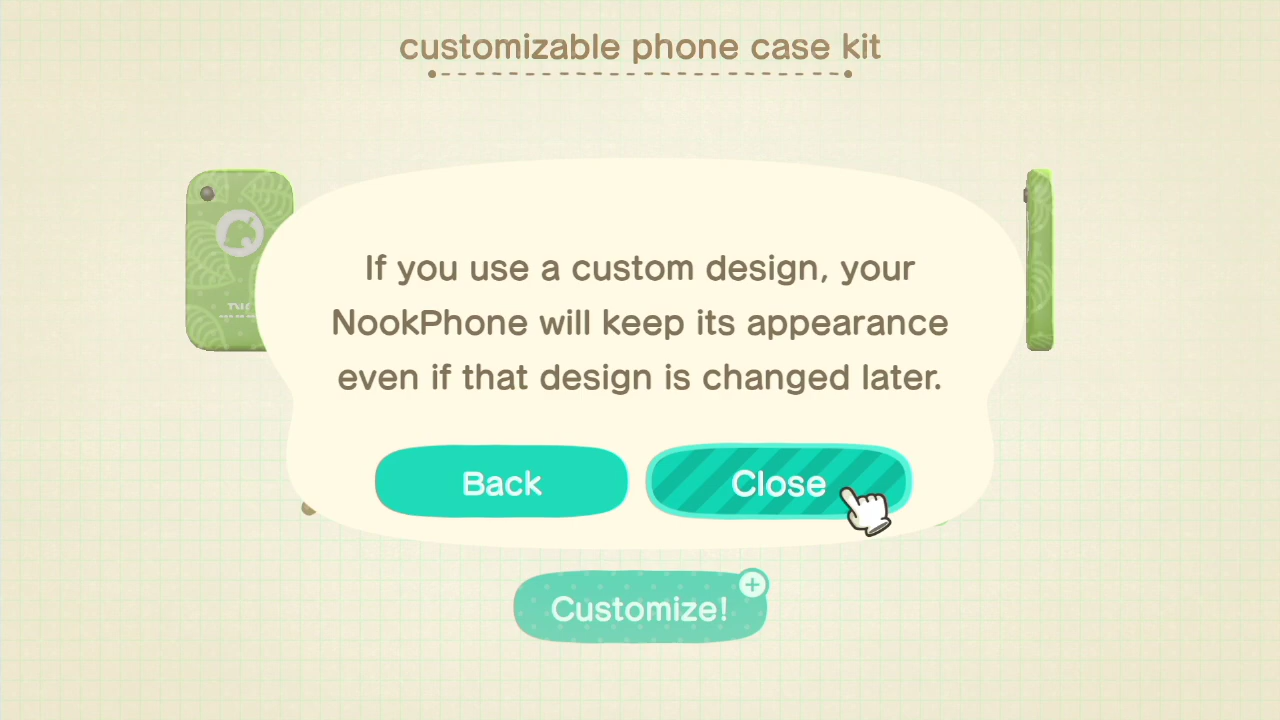 customizable phone case kit
If you use a custom design, your
NookPhone will keep its appearance
even if that design is changed later.
Back
Close
Customize!